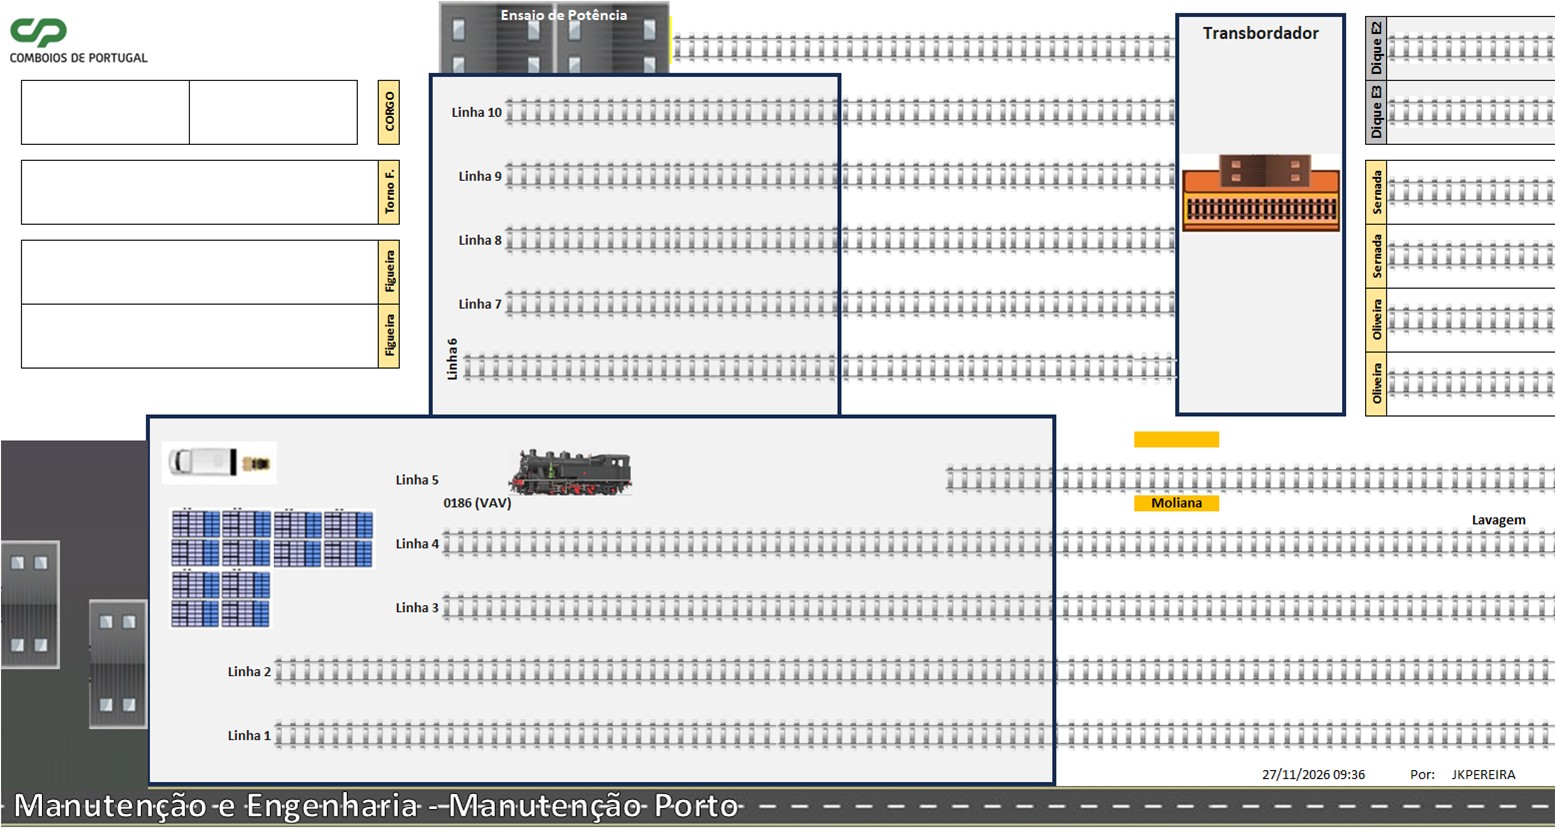 Ensaio de Potência
CP
COMBOIOS DE PORTUGAL
Transbordador
Dique E2
Dique E3
CORGO
Torno F.
Figueira
Figueira
Linha 10
Linha 9
Linha 8
Linha 7
Linha 6
Sernada
Sernada
Oliveira
Oliveira
Linha 5
0186 (VAV)
Moliana
Lavagem
Linha 4
Linha 3
Linha 2
Linha 1
27/11/2026 09:36 Por: JKPEREIRA
Manutenção e Engenharia - Manutenção Porto